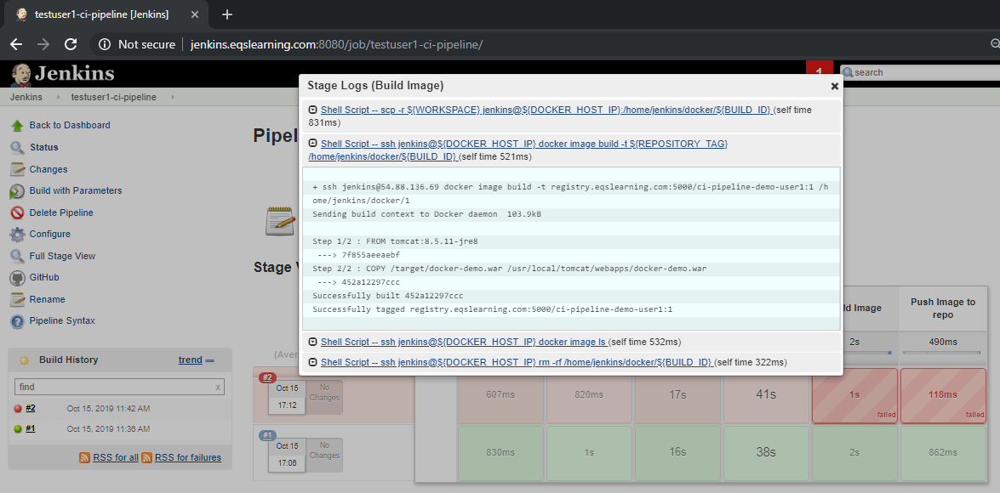 testuser1-ci-pipeline [Jenkins]
Not secure | jenkins.eqslearning.com:8080/job/testuser1-ci-pipeline/
Jenkins
1
search
Jenkins
testuser1-ci-pipeline
Back to Dashboard
Status
Changes
Build with Parameters
Delete Pipeline
Configure
Full Stage View
GitHub
Rename
Pipeline Syntax
Build History
trend
find
x
#2 Oct 15, 2019 11:42 AM
#1 Oct 15, 2019 11:36 AM
RSS for all RSS for failures
Stage Logs (Build Image)
Shell Script -- scp -r ${WORKSPACE} jenkins@${DOCKER_HOST_IP}:/home/jenkins/docker/${BUILD_ID} (self time
831ms)
Shell Script -- ssh jenkins@${DOCKER_HOST_IP} docker image build -t ${REPOSITORY_TAG}
/home/jenkins/docker/${BUILD_ID} (self time 521ms)
+ ssh jenkins@54.88.136.69 docker image build -t registry.eqslearning.com:5000/ci-pipeline-demo-user1:1 /h
ome/jenkins/docker/1
Sending build context to Docker daemon  103.9kB
Step 1/2 : FROM tomcat:8.5.11-jre8
---> 7f855aeeaebf
Step 2/2 : COPY /target/docker-demo.war /usr/local/tomcat/webapps/docker-demo.war
---> 452a12297ccc
Successfully built 452a12297ccc
Successfully tagged registry.eqslearning.com:5000/ci-pipeline-demo-user1:1
Shell Script -- ssh jenkins@${DOCKER_HOST_IP} docker image ls (self time 532ms)
Shell Script -- ssh jenkins@${DOCKER_HOST_IP} rm -rf /home/jenkins/docker/${BUILD_ID} (self time 322ms)
Pipel
Stage
(Aver
ld Image
Push Image to
repo
2s
490ms
#2
Oct 15
17:12
No
Changes
607ms
820ms
17s
41s
1s
failed
118ms
failed
#1
Oct 15
17:06
No
Changes
830ms
1s
16s
38s
2s
862ms